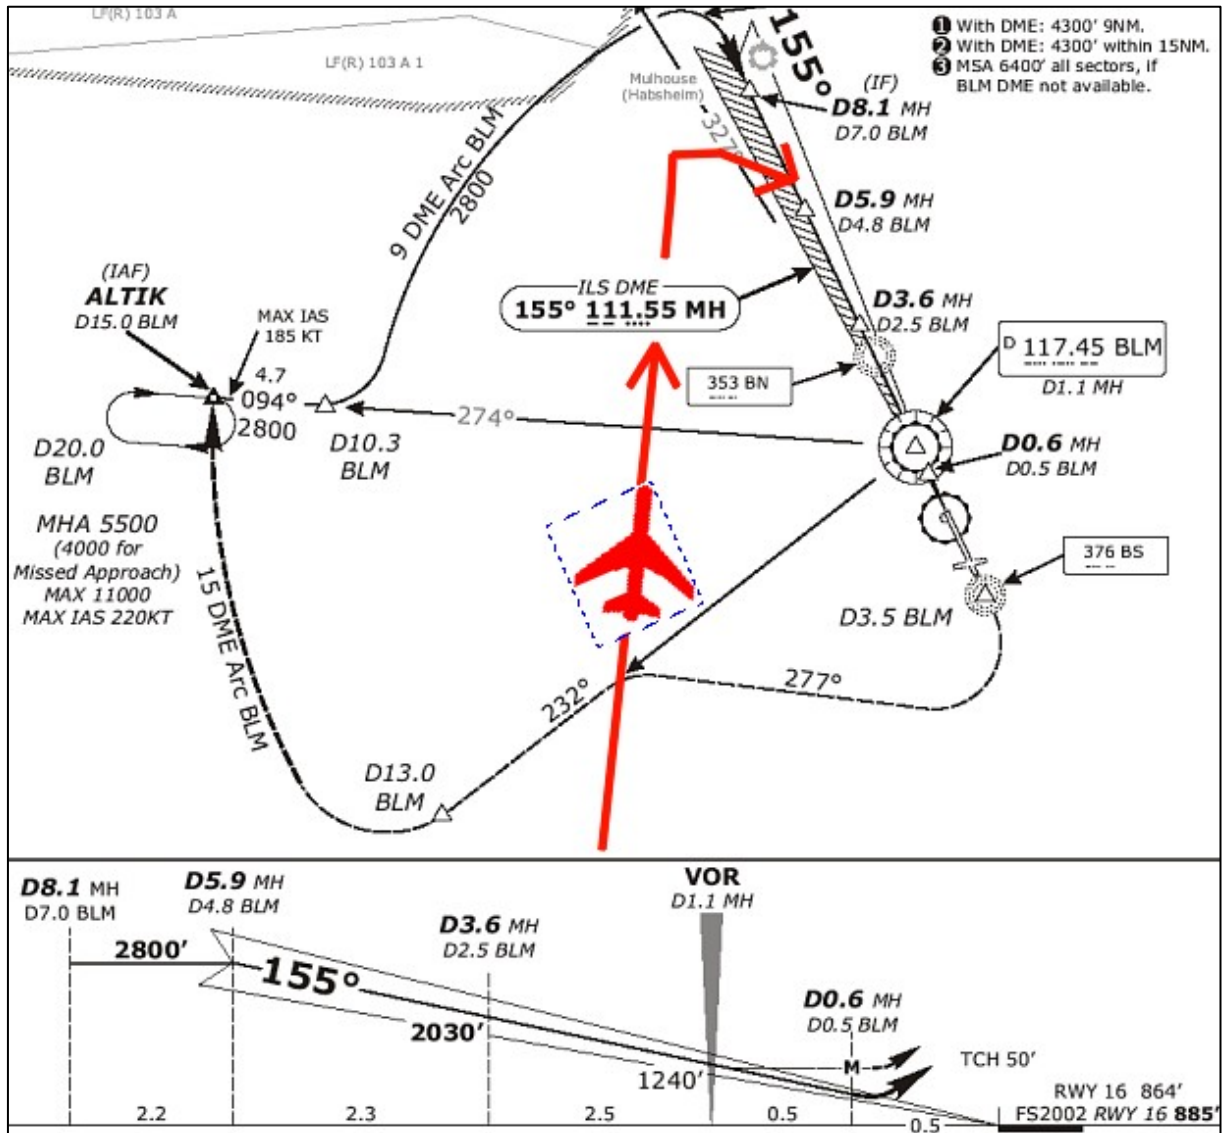 LF(R) 103 A
LF(R) 103 A 1
155°
❶ With DME: 4300' 9NM.
❷ With DME: 4300' within 15NM.
❸ MSA 6400' all sectors, if
BLM DME not available.
Mulhouse
(Habsheim)
327°
(IF)
D8.1 MH
D7.0 BLM
9 DME Arc BLM
2800
D5.9 MH
D4.8 BLM
(IAF)
ALTIK
D15.0 BLM
MAX IAS
185 KT
ILS DME
155° 111.55 MH
D3.6 MH
D2.5 BLM
D 117.45 BLM
D1.1 MH
353 BN
4.7
094°
2800
274°
D20.0
BLM
D10.3
BLM
D0.6 MH
D0.5 BLM
MHA 5500
(4000 for
Missed Approach)
MAX 11000
MAX IAS 220KT
376 BS
D3.5 BLM
15 DME Arc BLM
277°
232°
D13.0
BLM
D8.1 MH
D7.0 BLM
D5.9 MH
D4.8 BLM
VOR
D1.1 MH
D3.6 MH
D2.5 BLM
2800'
155°
2030'
D0.6 MH
D0.5 BLM
1240'
M
TCH 50'
RWY 16 864'
FS2002 RWY 16 885'
2.2
2.3
2.5
0.5
0.5